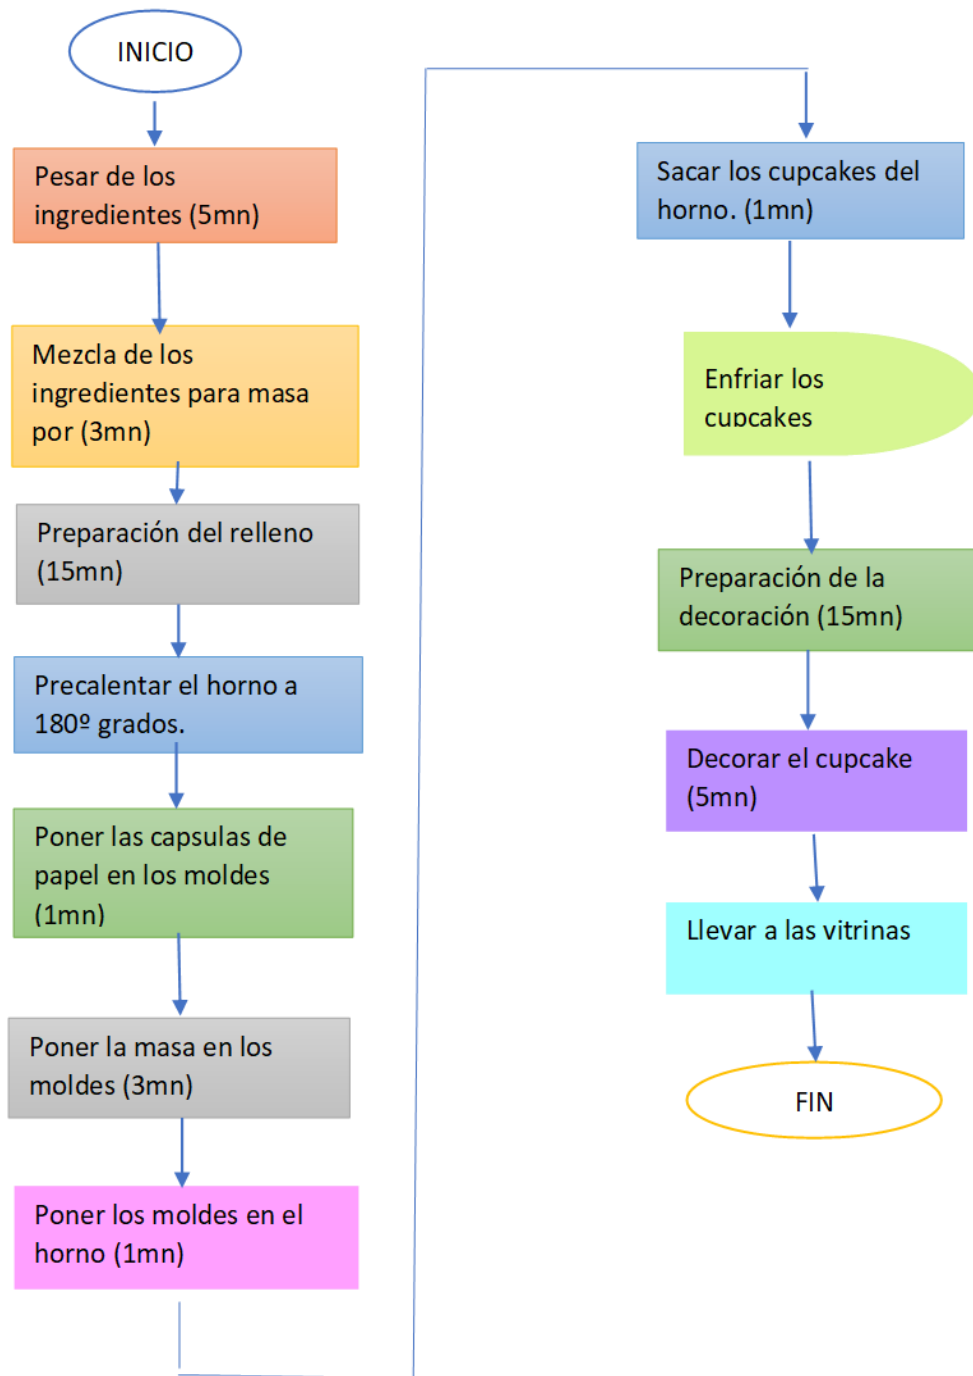 INICIO
Pesar de los
ingredientes (5mn)
Mezcla de los
ingredientes para masa
por (3mn)
Preparación del relleno
(15mn)
Precalentar el horno a
180º grados.
Poner las capsulas de
papel en los moldes
(1mn)
Poner la masa en los
moldes (3mn)
Poner los moldes en el
horno (1mn)
Sacar los cupcakes del
horno. (1mn)
Enfriar los
cupcakes
Preparación de la
decoración (15mn)
Decorar el cupcake
(5mn)
Llevar a las vitrinas
FIN